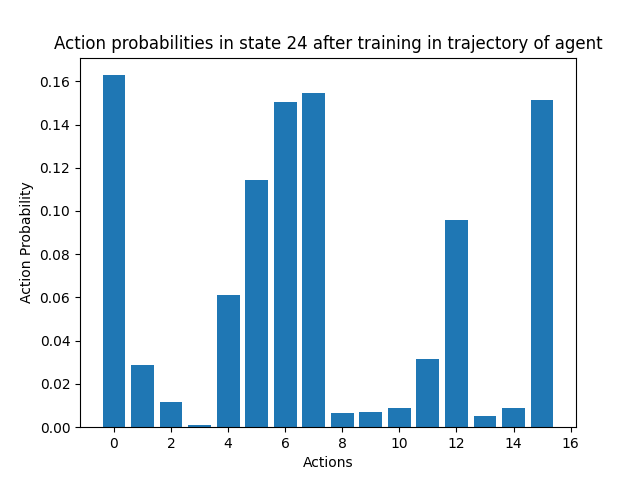 Action probabilities in state 24 after training in trajectory of agent
0.16
0.14
0.12
0.10
0.08
0.06
0.04
0.02
0.00
Action Probability
0 2 4 6 8 10 12 14 16
Actions